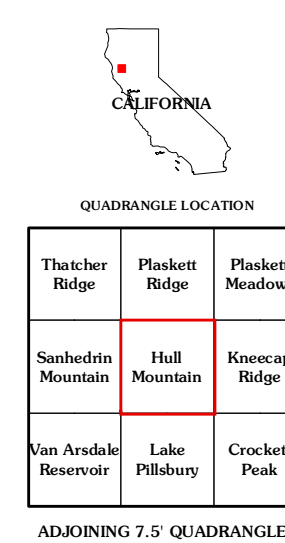 CALIFORNIA
QUADRANGLE LOCATION
Thatcher
Ridge
Plaskett
Ridge
Plaskett
Meadow
Sanhedrin
Mountain
Hull
Mountain
Kneecap
Ridge
Van Arsdale
Reservoir
Lake
Pillsbury
Crocket
Peak
ADJOINING 7.5' QUADRANGLE